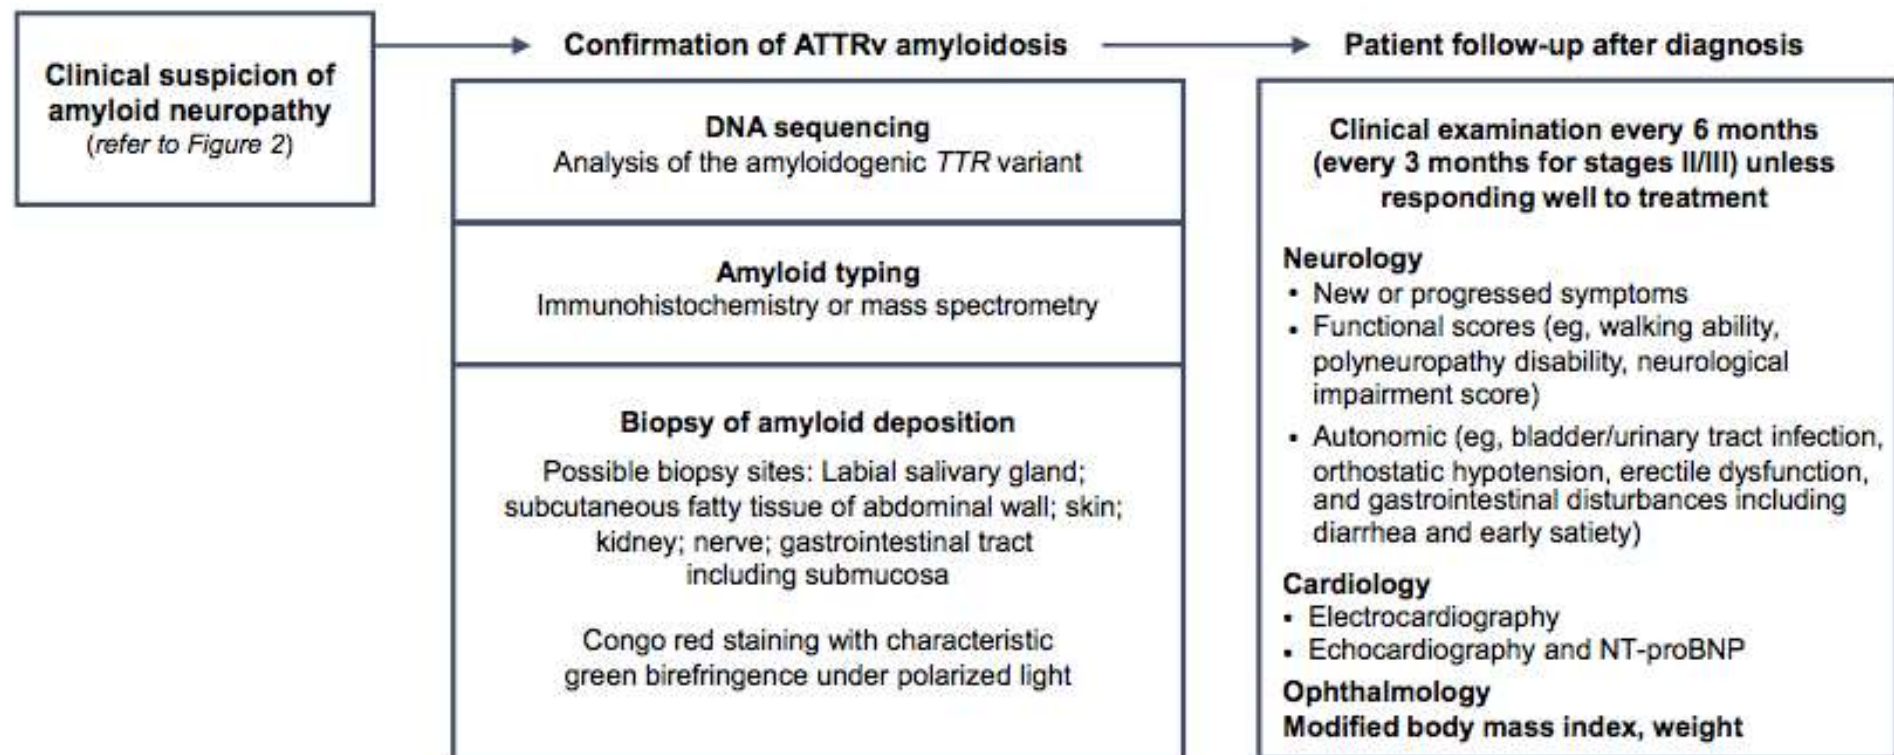 Clinical suspicion of
amyloid neuropathy
(refer to Figure 2)
Confirmation of ATTRv amyloidosis
DNA sequencing
Analysis of the amyloidogenic TTR variant
Amyloid typing
Immunohistochemistry or mass spectrometry
Biopsy of amyloid deposition
Possible biopsy sites: Labial salivary gland;
subcutaneous fatty tissue of abdominal wall; skin;
kidney; nerve; gastrointestinal tract
including submucosa
Congo red staining with characteristic
green birefringence under polarized light
Patient follow-up after diagnosis
Clinical examination every 6 months
(every 3 months for stages II/III) unless
responding well to treatment
Neurology
• New or progressed symptoms
• Functional scores (eg, walking ability,
polyneuropathy disability, neurological
impairment score)
• Autonomic (eg, bladder/urinary tract infection,
orthostatic hypotension, erectile dysfunction,
and gastrointestinal disturbances including
diarrhea and early satiety)
Cardiology
• Electrocardiography
• Echocardiography and NT-proBNP
Ophthalmology
Modified body mass index, weight